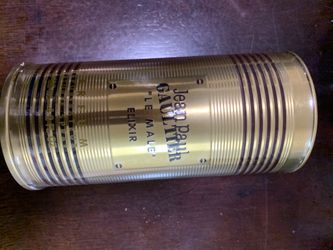 Jean Paul
GAULTIER
"LE MALE"
ELIXIR